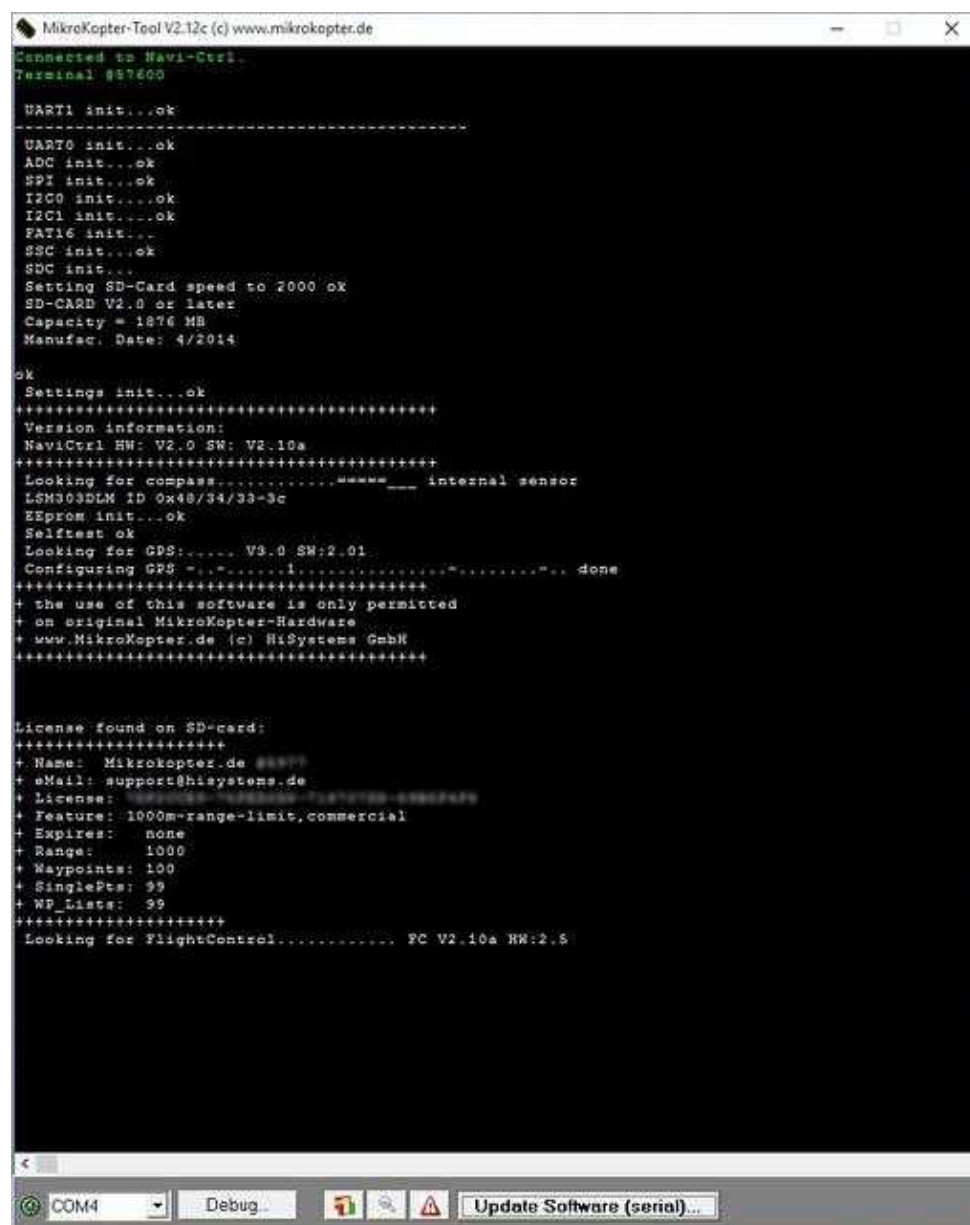 MikroKopter-Tool V2.12c (c) www.mikrokopter.de
Connected to Navi-Ctrl.
Terminal @57600
UART1 init...ok
---------------------------------------------
UART0 init...ok
ADC init...ok
SPI init...ok
I2C0 init....ok
I2C1 init....ok
FAT16 init...
SSC init...ok
SDC init...
Setting SD-Card speed to 2000 ok
SD-CARD V2.0 or later
Capacity = 1876 MB
Manufac. Date: 4/2014
ok
Settings init...ok
++++++++++++++++++++++++++++++++++++++++++
Version information:
NaviCtrl HW: V2.0 SW: V2.10a
++++++++++++++++++++++++++++++++++++++++++
Looking for compass............=====___ internal sensor
LSM303DLM ID 0x48/34/33-3c
EEprom init...ok
Selftest ok
Looking for GPS:..... V3.0 SW:2.01
Configuring GPS -..-......1................-........-.. done
+++++++++++++++++++++++++++++++++++++++++
+ the use of this software is only permitted
+ on original MikroKopter-Hardware
+ www.MikroKopter.de (c) HiSystems GmbH
+++++++++++++++++++++++++++++++++++++++++
License found on SD-card:
+++++++++++++++++++++
+ Name: Mikrokopter.de
+ eMail: support@hisystems.de
+ License:
+ Feature: 1000m-range-limit,commercial
+ Expires: none
+ Range: 1000
+ Waypoints: 100
+ SinglePts: 99
+ WP_Lists: 99
+++++++++++++++++++++
Looking for FlightControl............ FC V2.10a HW:2.5
COM4
Debug..
Update Software (serial)...